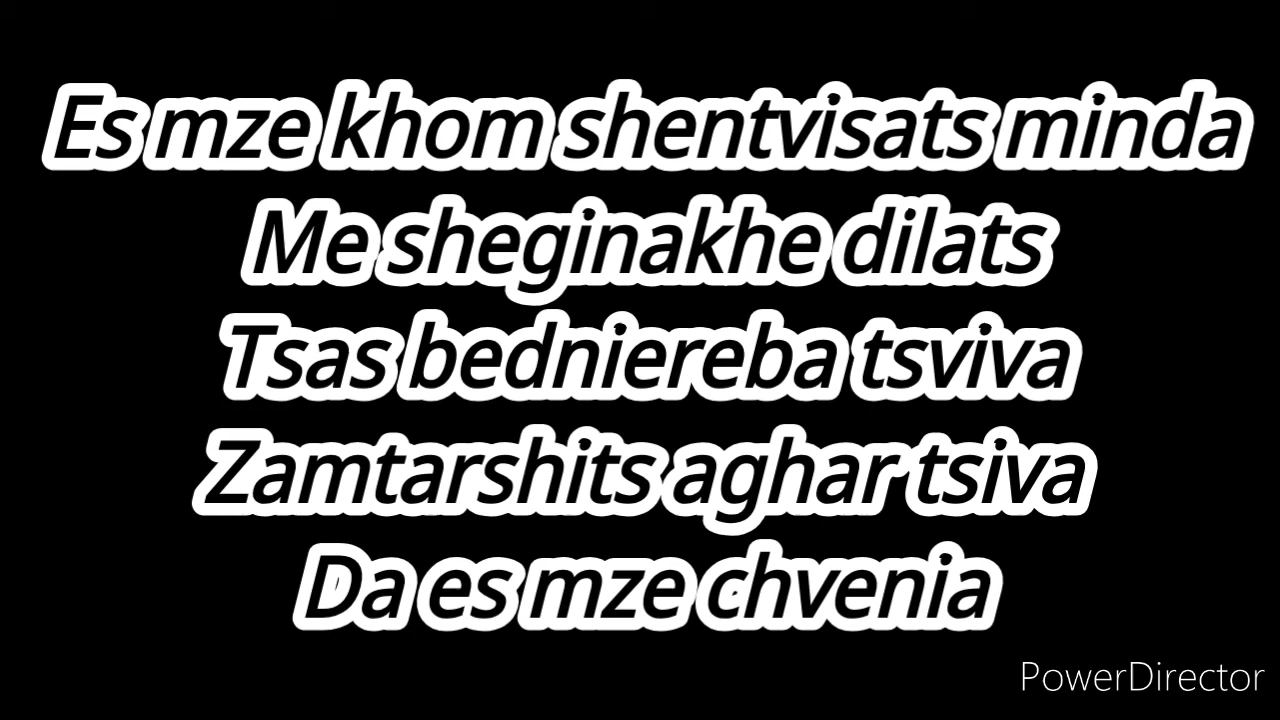 Es mze khom shentvisats minda
Me sheginakhe dilats
Tsas bedniereba tsviva
Zamtarshits aghar tsiva
Da es mze chvenia
PowerDirector